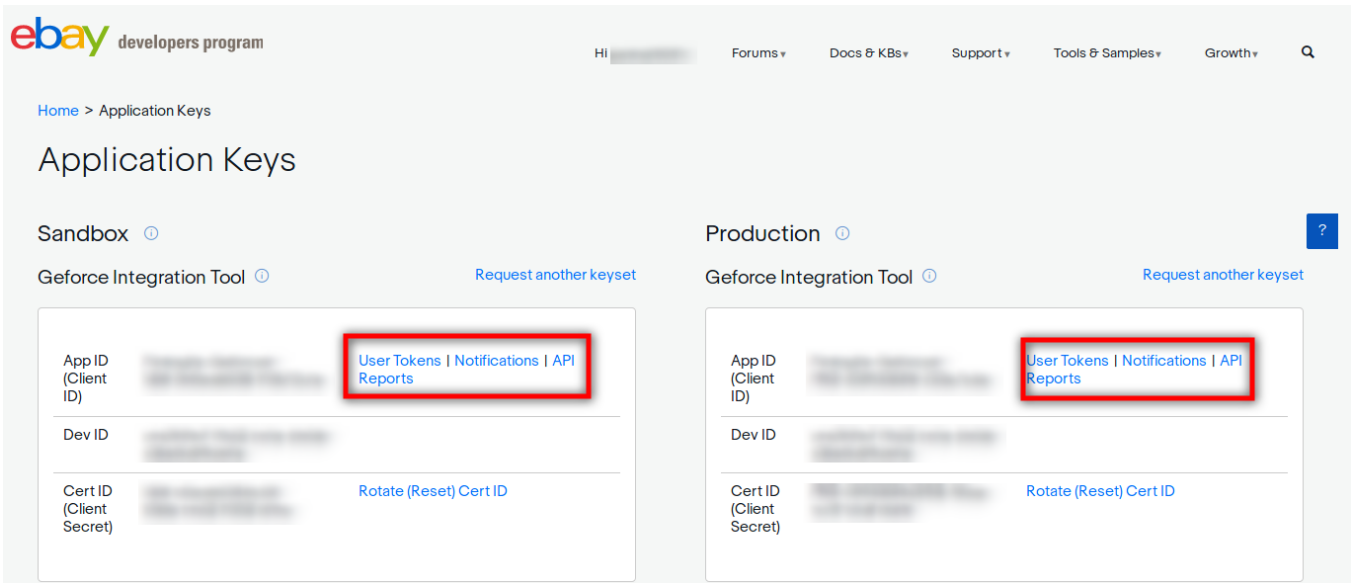 ebay developers program
Hi
Forums
Docs & KBs
Support
Tools & Samples
Growth
Home > Application Keys
Application Keys
Sandbox
Geforce Integration Tool
Request another keyset
App ID
(Client
ID)
User Tokens | Notifications | API
Reports
Dev ID
Cert ID
(Client
Secret)
Rotate (Reset) Cert ID
Production
?
Geforce Integration Tool
Request another keyset
App ID
(Client
ID)
User Tokens | Notifications | API
Reports
Dev ID
Cert ID
(Client
Secret)
Rotate (Reset) Cert ID